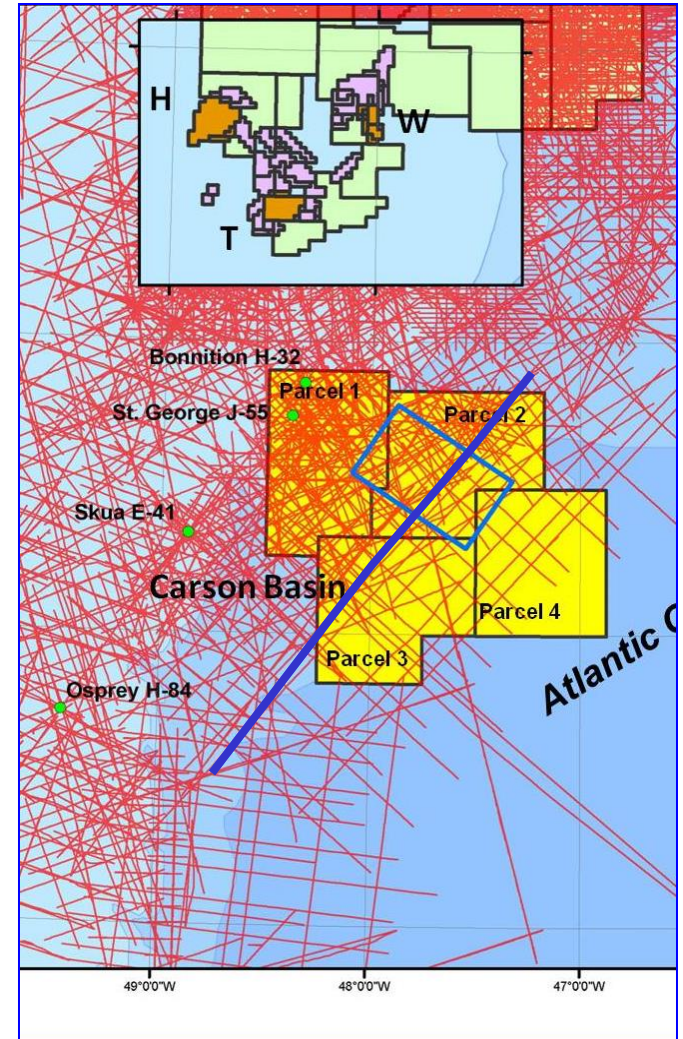 H
W
T
Bonnition H-32
Parcel 1
St. George J-55
Parcel 2
Skua E-41
Carson Basin
Parcel 4
Parcel 3
Osprey H-84
Atlantic
49°0'0"W
48°0'0"W
47°0'0"W